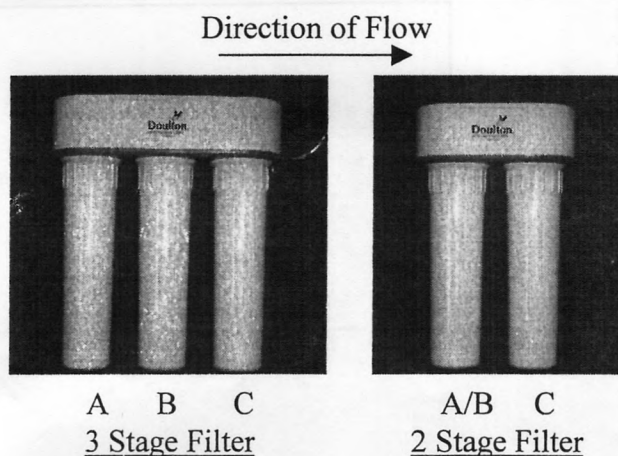 Direction of Flow
Doulton
Doulton
A B C
3 Stage Filter
A/B C
2 Stage Filter